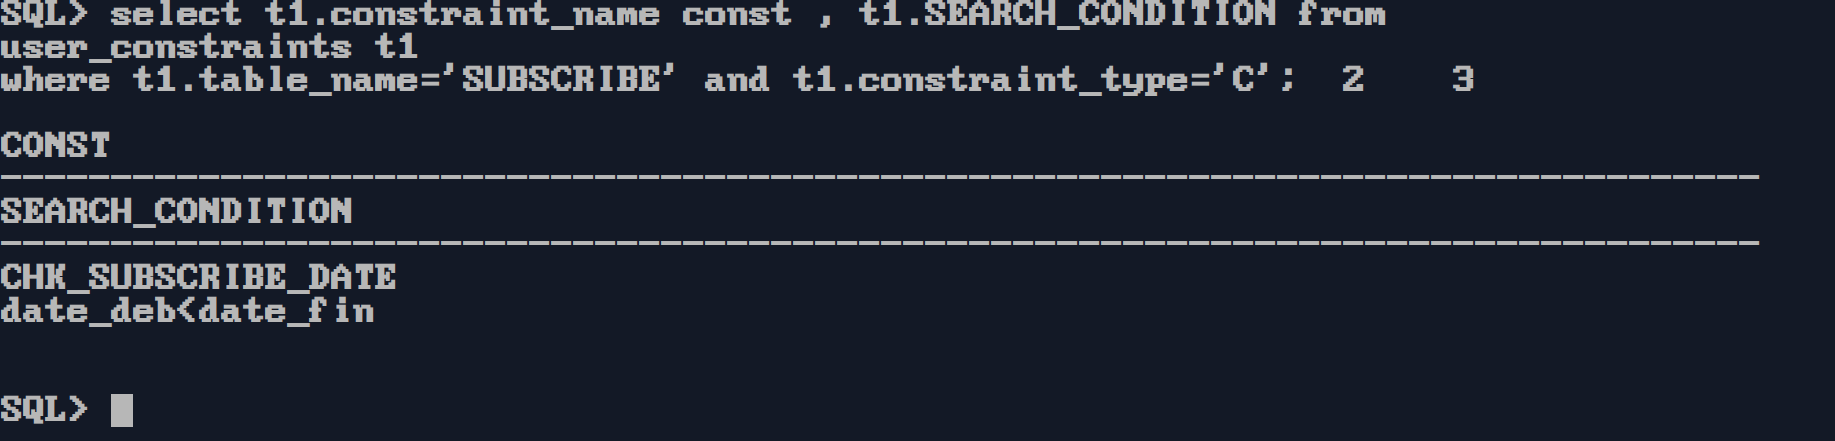 SQL> select t1.constraint_name const , t1.SEARCH_CONDITION from
user_constraints t1
where t1.table_name='SUBSCRIBE' and t1.constraint_type='C';  2    3
CONST
--------------------------------------------------------------------------------
SEARCH_CONDITION
--------------------------------------------------------------------------------
CHK_SUBSCRIBE_DATE
date_deb<date_fin
SQL>